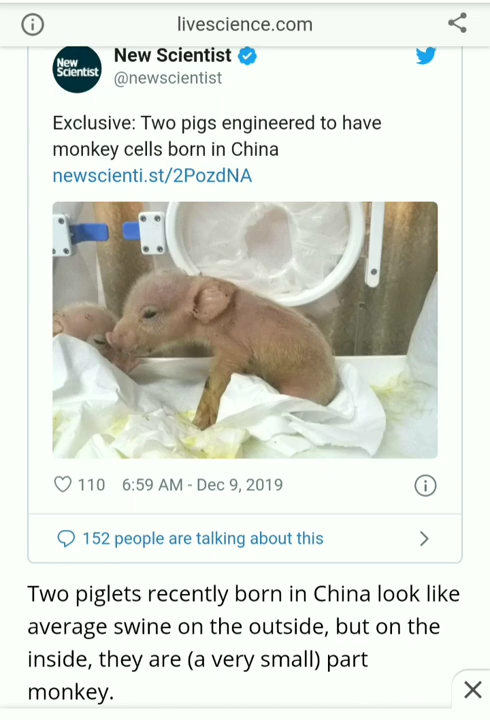 livescience.com
New Scientist
New Scientist
@newscientist
Exclusive: Two pigs engineered to have
monkey cells born in China
newscienti.st/2PozdNA
110 6:59 AM - Dec 9, 2019
152 people are talking about this
Two piglets recently born in China look like
average swine on the outside, but on the
inside, they are (a very small) part
monkey.